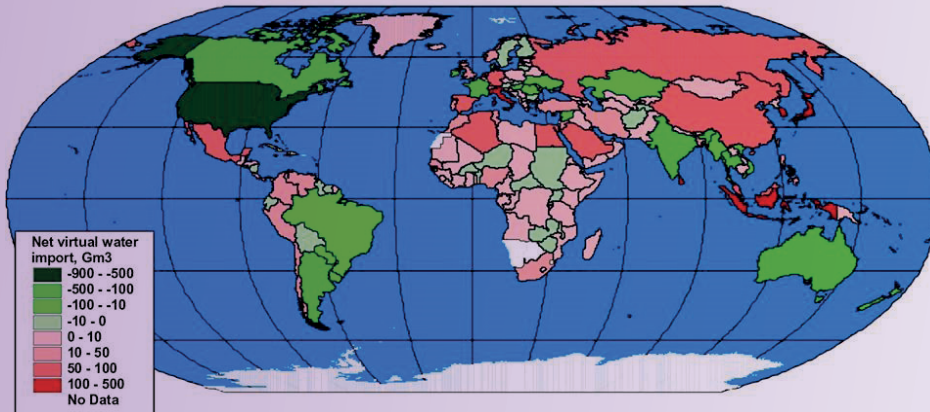 Net virtual water
import, Gm3
-900 - -500
-500 - -100
-100 - -10
-10 - 0
0 - 10
10 - 50
50 - 100
100 - 500
No Data